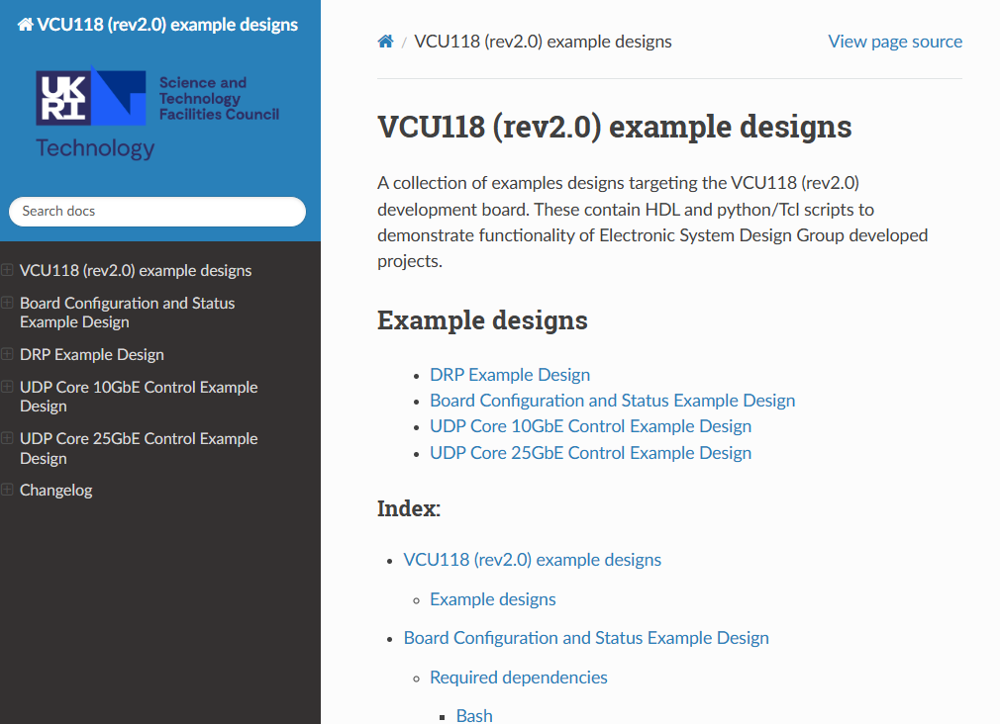 VCU118 (rev2.0) example designs
UK
RI
Science and
Technology
Facilities Council
Technology
Search docs
VCU118 (rev2.0) example designs
Board Configuration and Status
Example Design
DRP Example Design
UDP Core 10GbE Control Example
Design
UDP Core 25GbE Control Example
Design
Changelog
/ VCU118 (rev2.0) example designs
View page source
VCU118 (rev2.0) example designs
A collection of examples designs targeting the VCU118 (rev2.0)
development board. These contain HDL and python/Tcl scripts to
demonstrate functionality of Electronic System Design Group developed
projects.
Example designs
DRP Example Design
Board Configuration and Status Example Design
UDP Core 10GbE Control Example Design
UDP Core 25GbE Control Example Design
Index:
VCU118 (rev2.0) example designs
Example designs
Board Configuration and Status Example Design
Required dependencies
Bash